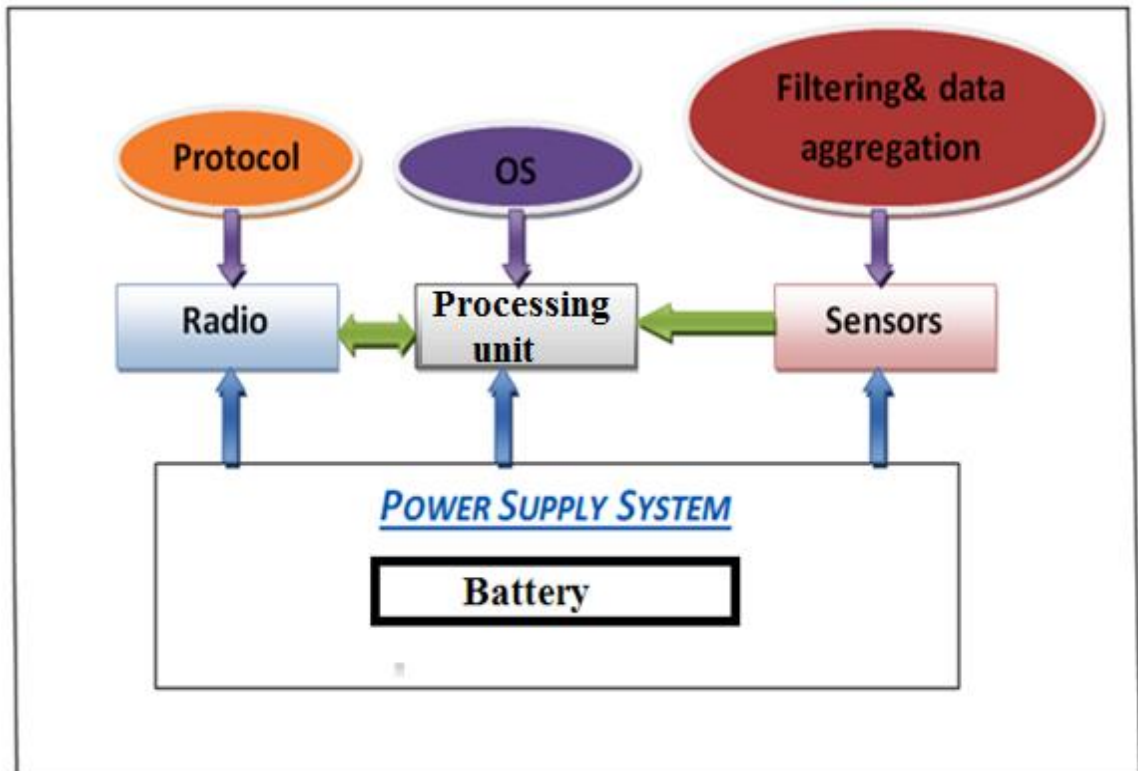 Protocol
OS
Filtering& data
aggregation
Radio
Processing
unit
Sensors
POWER SUPPLY SYSTEM
Battery